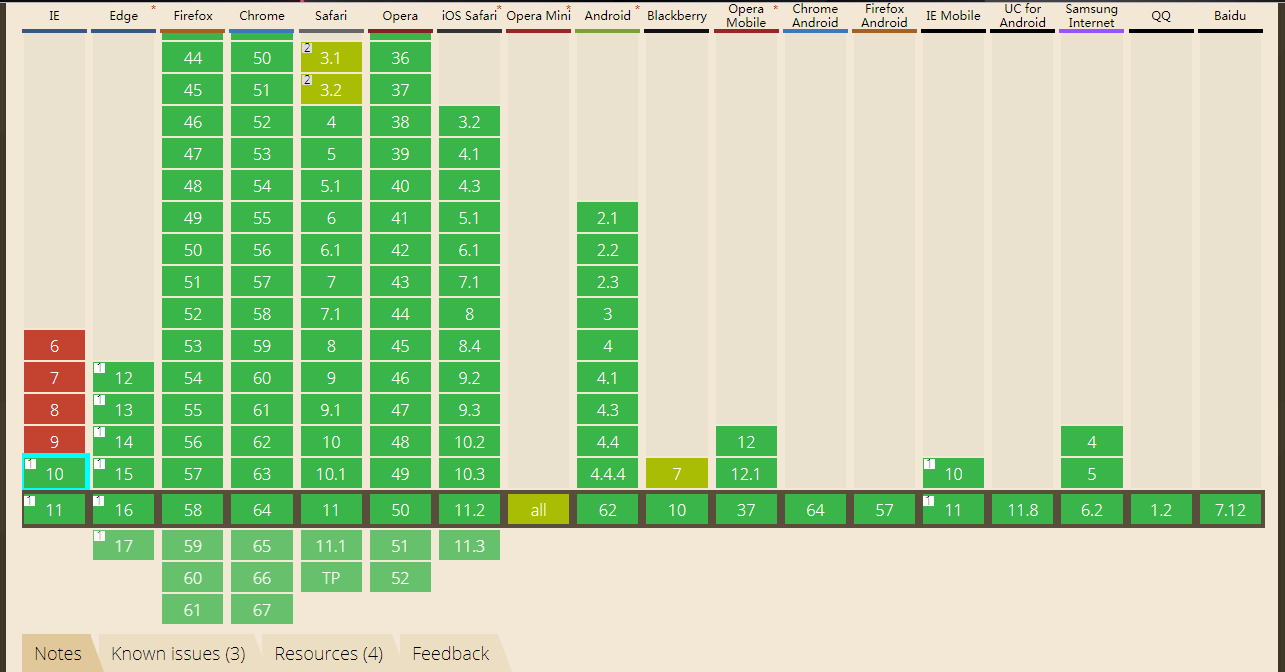 IE Edge * Firefox Chrome Safari Opera iOS Safari * Opera Mini * Android * Blackberry Opera Mobile * Chrome Android Firefox Android IE Mobile UC for Android Samsung Internet QQ Baidu
44 50 2 3.1 36
45 51 2 3.2 37
46 52 4 38 3.2
47 53 5 39 4.1
48 54 5.1 40 4.3
49 55 6 41 5.1 2.1
50 56 6.1 42 6.1 2.2
51 57 7 43 7.1 2.3
52 58 7.1 44 8 3
6 53 59 8 45 8.4 4
7 1 12 54 60 9 46 9.2 4.1
8 1 13 55 61 9.1 47 9.3 4.3
9 1 14 56 62 10 48 10.2 4.4 12 4
1 10 1 15 57 63 10.1 49 10.3 4.4.4 7 12.1 1 10 5
1 11 1 16 58 64 11 50 11.2 all 62 10 37 64 57 1 11 11.8 6.2 1.2 7.12
1 17 59 65 11.1 51 11.3
60 66 TP 52
61 67
Notes Known issues (3) Resources (4) Feedback